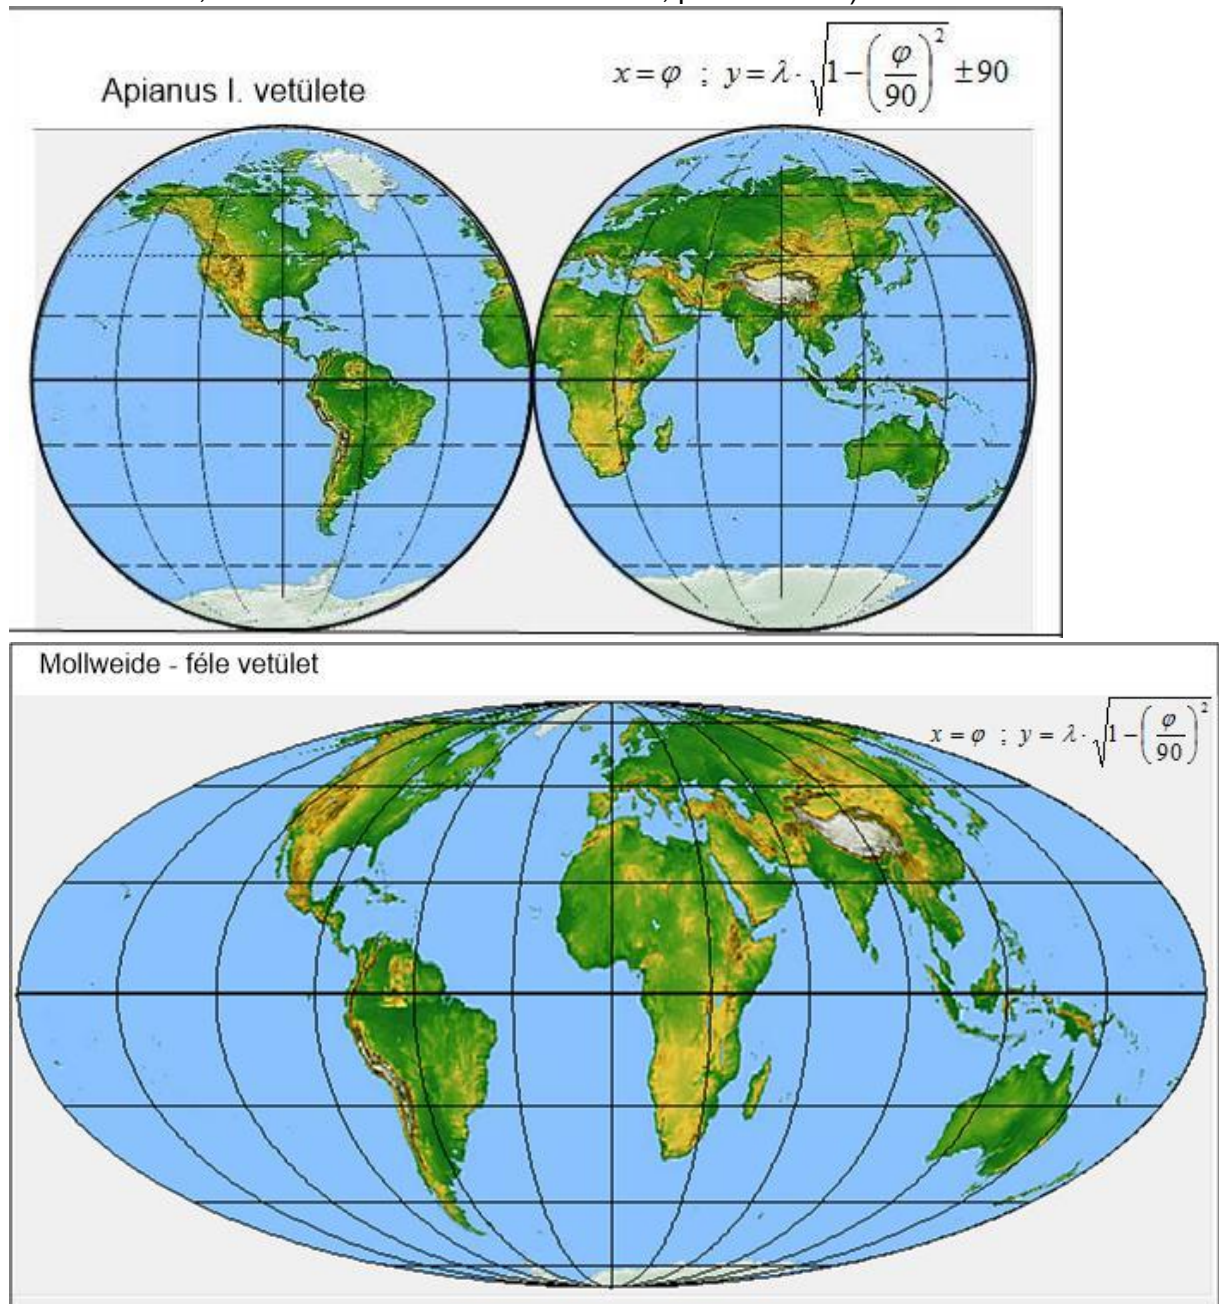 Apianus I. vetülete
x = φ ; y = λ · √(1 − (φ/90)²) ± 90
Mollweide - féle vetület
x = φ ; y = λ · √(1 − (φ/90)²)